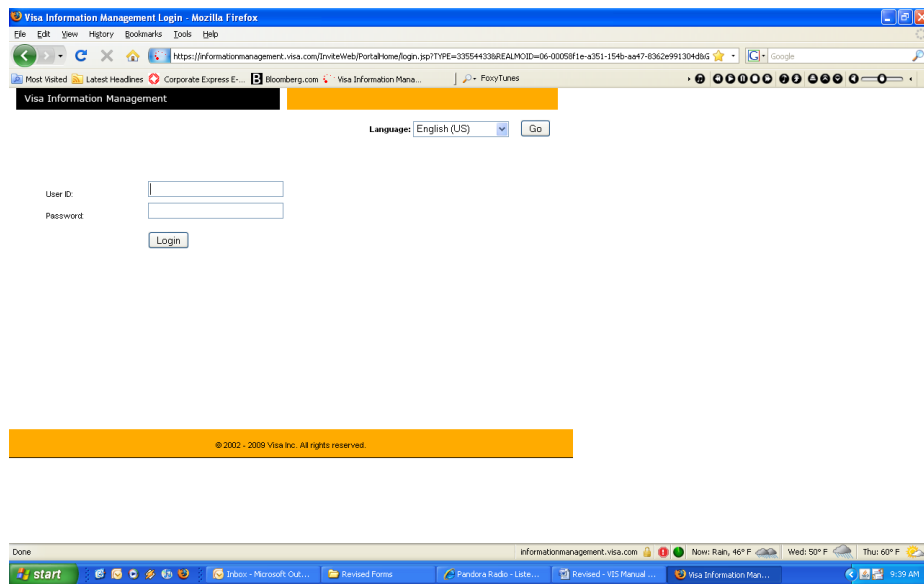 Visa Information Management Login - Mozilla Firefox
File Edit View History Bookmarks Tools Help
https://informationmanagement.visa.com/InviteWeb/PortalHome/login.jsp?TYPE=33554433&REALMOID=06-00058f1e-a351-154b-aa47-8362e991304d&G
Google
Most Visited Latest Headlines Corporate Express E-... Bloomberg.com Visa Information Mana... FoxyTunes
Visa Information Management
Language: English (US) Go
User ID:
Password:
Login
© 2002 - 2009 Visa Inc. All rights reserved.
Done informationmanagement.visa.com Now: Rain, 46° F Wed: 50° F Thu: 60° F
start Inbox - Microsoft Out... Revised Forms Pandora Radio - Liste... Revised - VIS Manual ... Visa Information Man... 9:39 AM